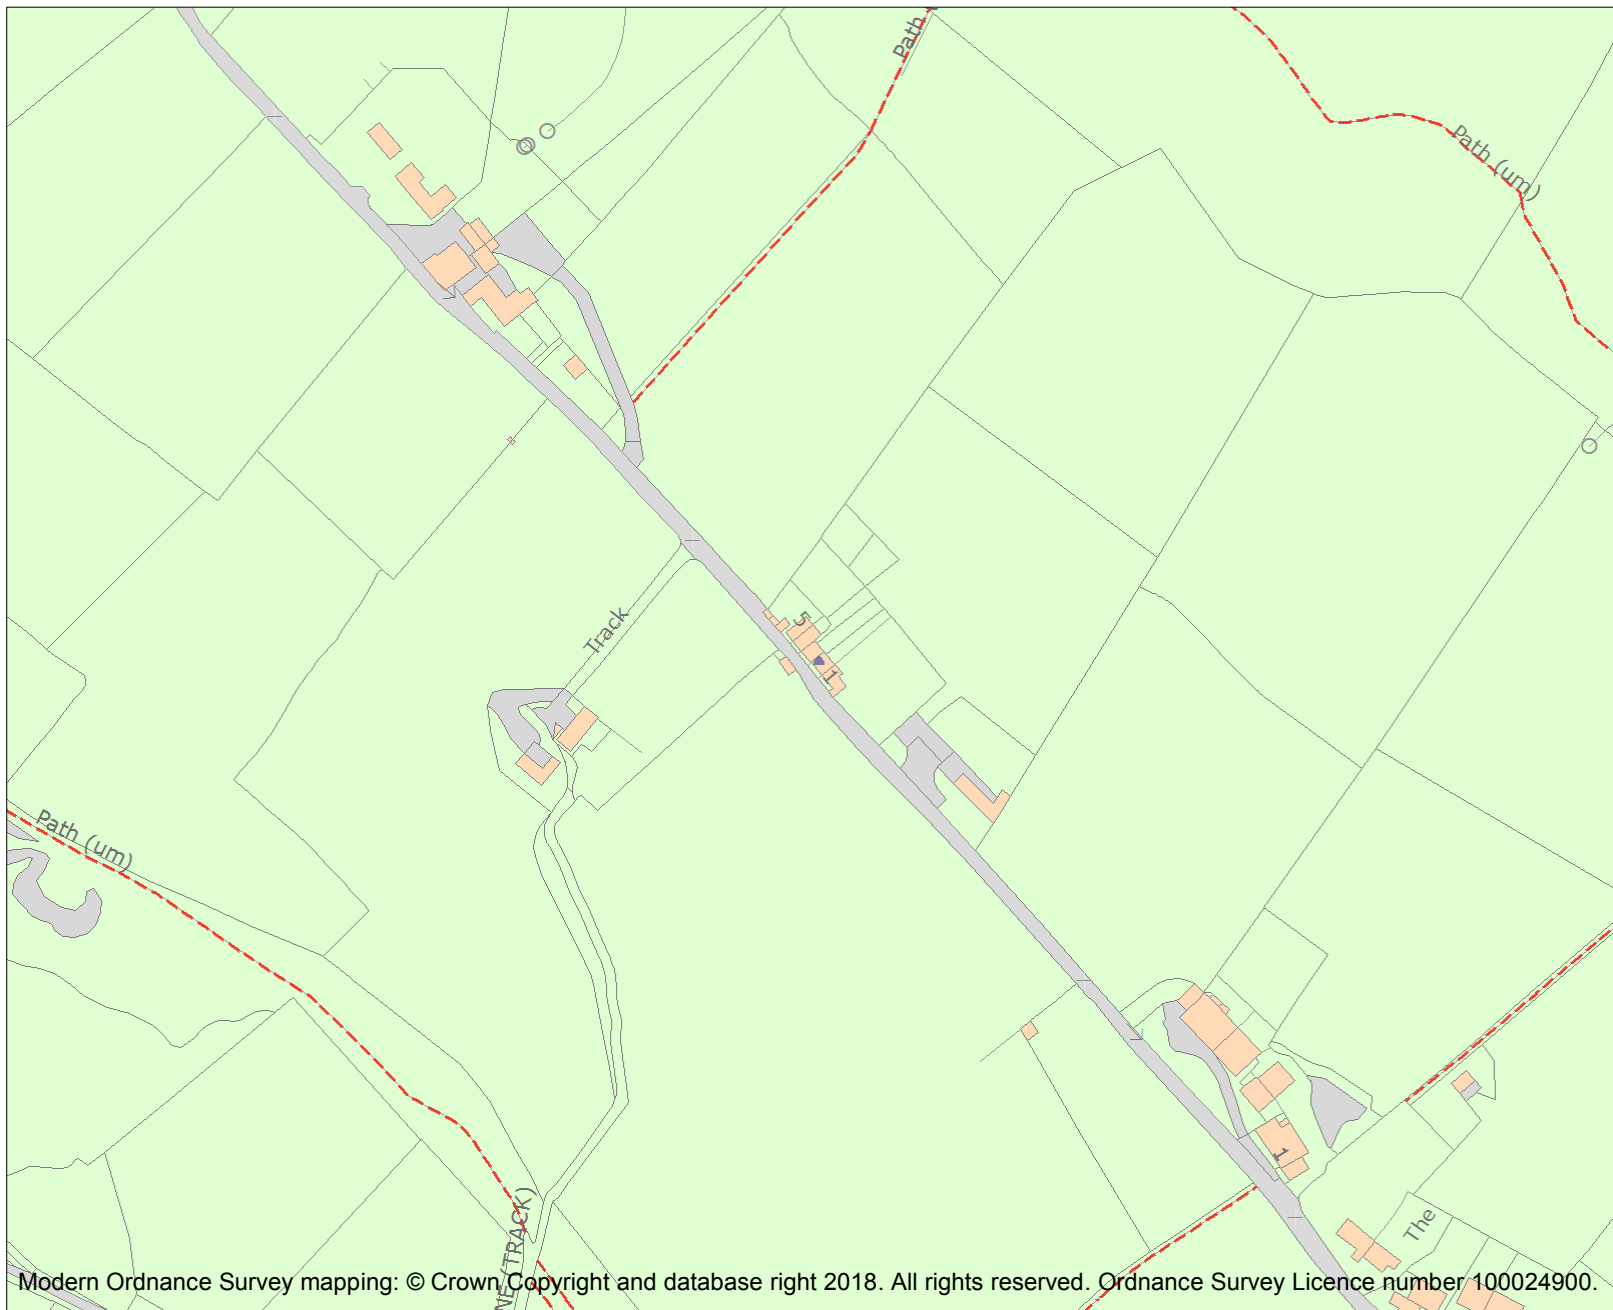 Path
Path (um)
5
Track
1
Path (um)
1
The
NE (TRACK)
Modern Ordnance Survey mapping: © Crown Copyright and database right 2018. All rights reserved. Ordnance Survey Licence number 100024900.